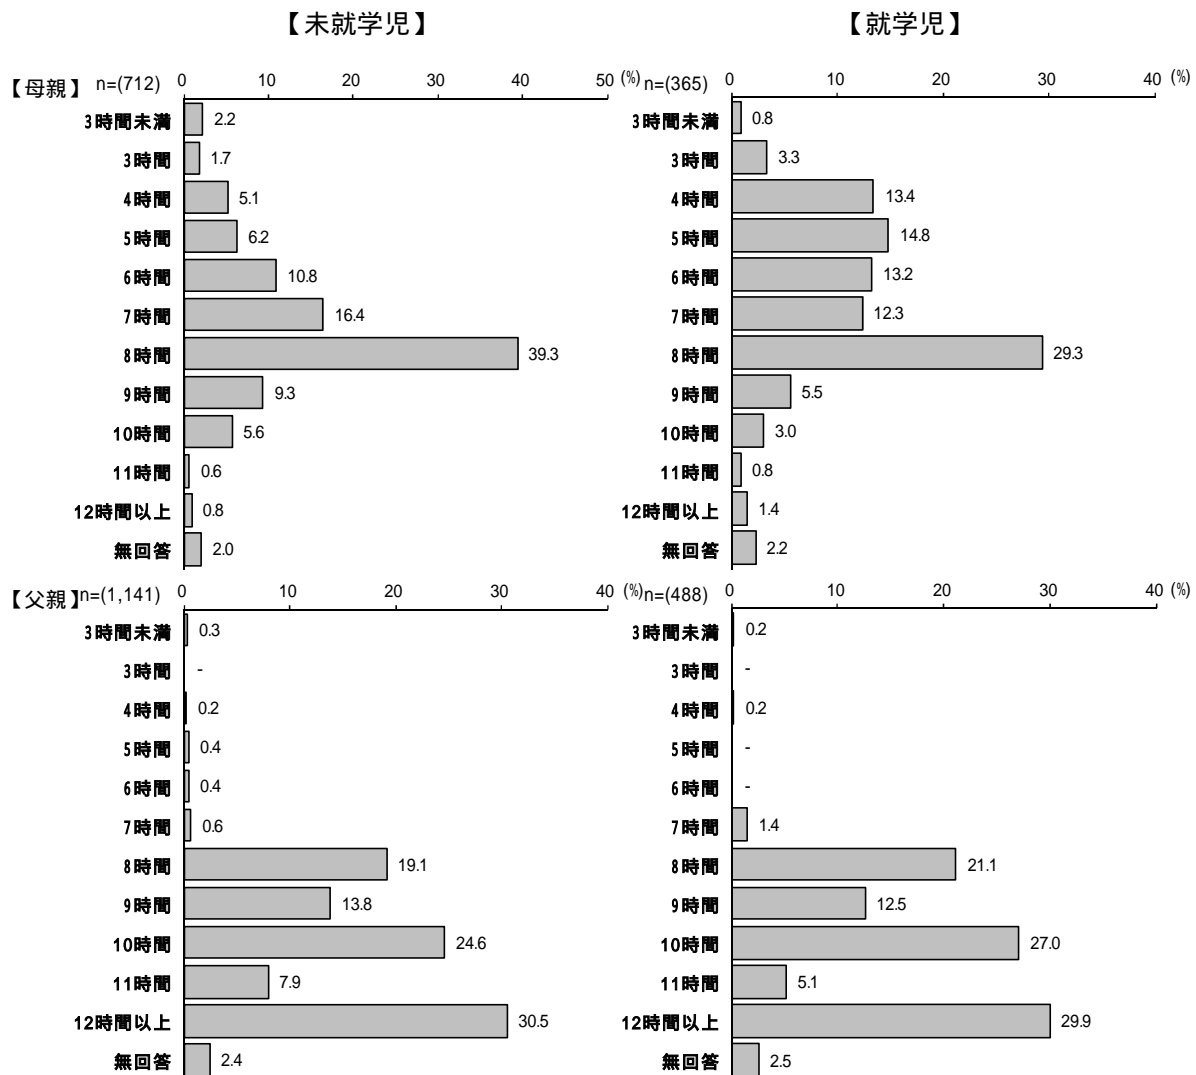 【未就学児】 【就学児】
【母親】 n=(712) 0 10 20 30 40 50 (%) n=(365) 0 10 20 30 40 (%)
3時間未満 2.2 3時間未満 0.8
3時間 1.7 3時間 3.3
4時間 5.1 4時間 13.4
5時間 6.2 5時間 14.8
6時間 10.8 6時間 13.2
7時間 16.4 7時間 12.3
8時間 39.3 8時間 29.3
9時間 9.3 9時間 5.5
10時間 5.6 10時間 3.0
11時間 0.6 11時間 0.8
12時間以上 0.8 12時間以上 1.4
無回答 2.0 無回答 2.2
【父親】 n=(1,141) 0 10 20 30 40 (%) n=(488) 0 10 20 30 40 (%)
3時間未満 0.3 3時間未満 0.2
3時間 - 3時間 -
4時間 0.2 4時間 0.2
5時間 0.4 5時間 -
6時間 0.4 6時間 -
7時間 0.6 7時間 1.4
8時間 19.1 8時間 21.1
9時間 13.8 9時間 12.5
10時間 24.6 10時間 27.0
11時間 7.9 11時間 5.1
12時間以上 30.5 12時間以上 29.9
無回答 2.4 無回答 2.5